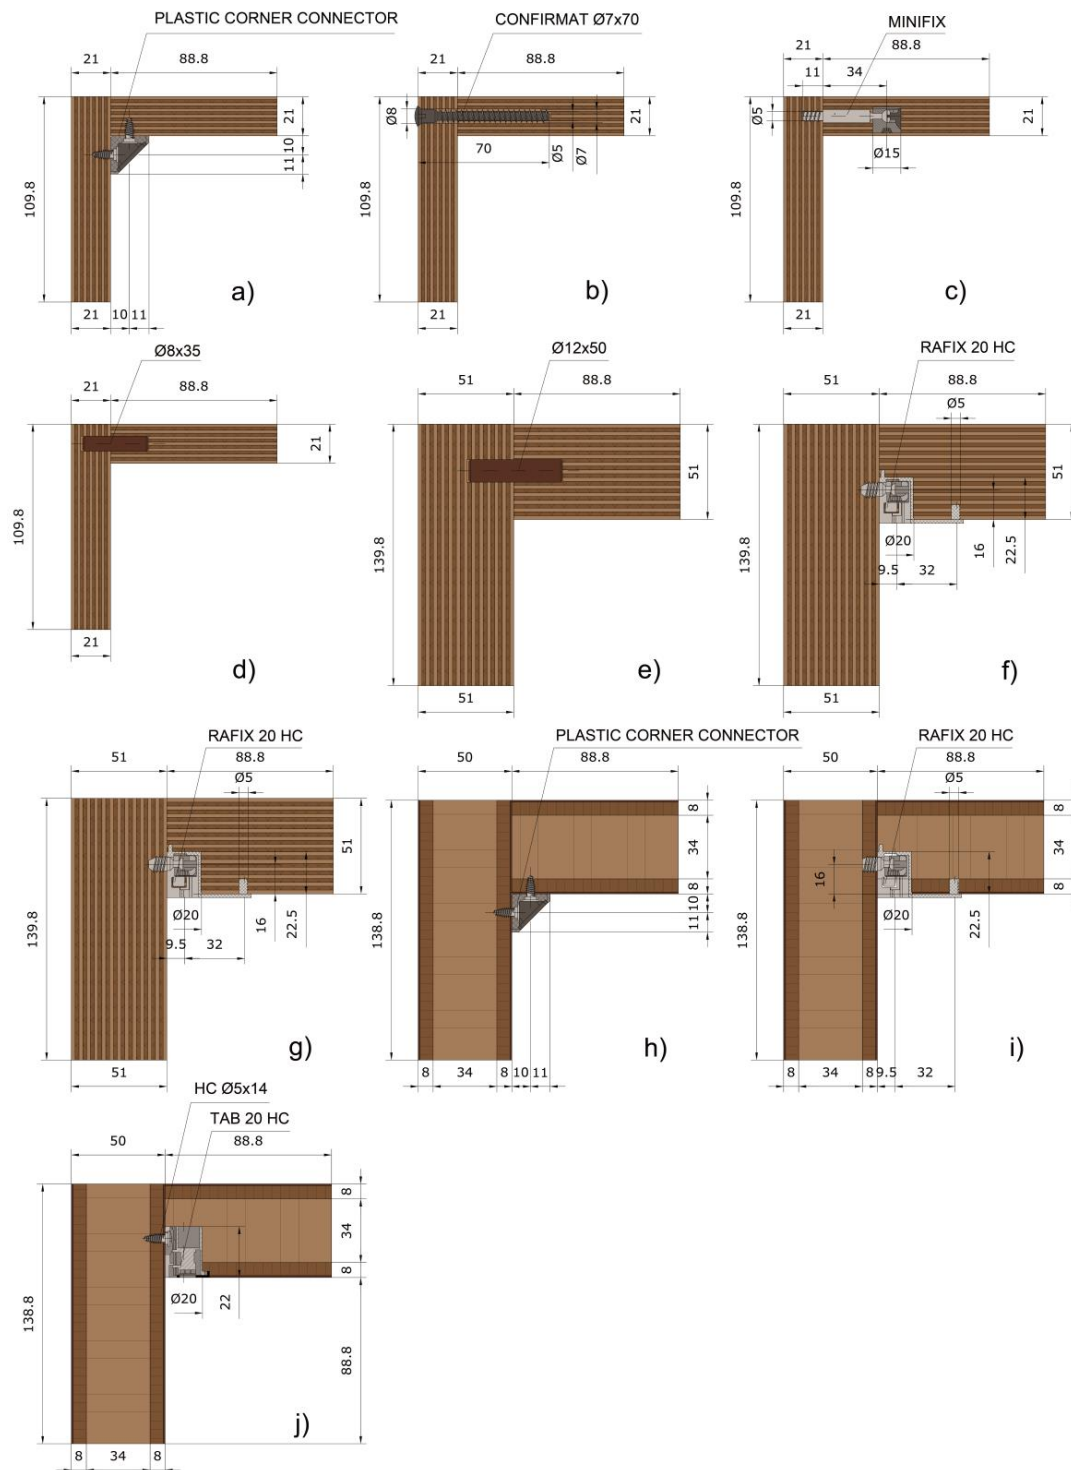 PLASTIC CORNER CONNECTOR
21
88.8
109.8
21
10
11
21
10
11
a)
CONFIRMAT Ø7x70
21
88.8
109.8
Ø8
70
Ø5
Ø7
21
21
b)
MINIFIX
21
88.8
11
34
Ø5
109.8
Ø15
21
21
c)
Ø8x35
21
88.8
109.8
21
21
d)
Ø12x50
51
88.8
139.8
51
51
e)
RAFIX 20 HC
51
88.8
Ø5
139.8
51
Ø20
16
22.5
9.5
32
51
f)
RAFIX 20 HC
51
88.8
Ø5
139.8
51
Ø20
16
22.5
9.5
32
51
g)
PLASTIC CORNER CONNECTOR
50
88.8
138.8
8
34
8
10
11
8
34
8
10
11
h)
RAFIX 20 HC
50
88.8
Ø5
138.8
8
34
8
16
Ø20
22.5
8
34
8
9.5
32
i)
HC Ø5x14
TAB 20 HC
50
88.8
138.8
8
34
8
Ø20
22
88.8
8
34
8
j)